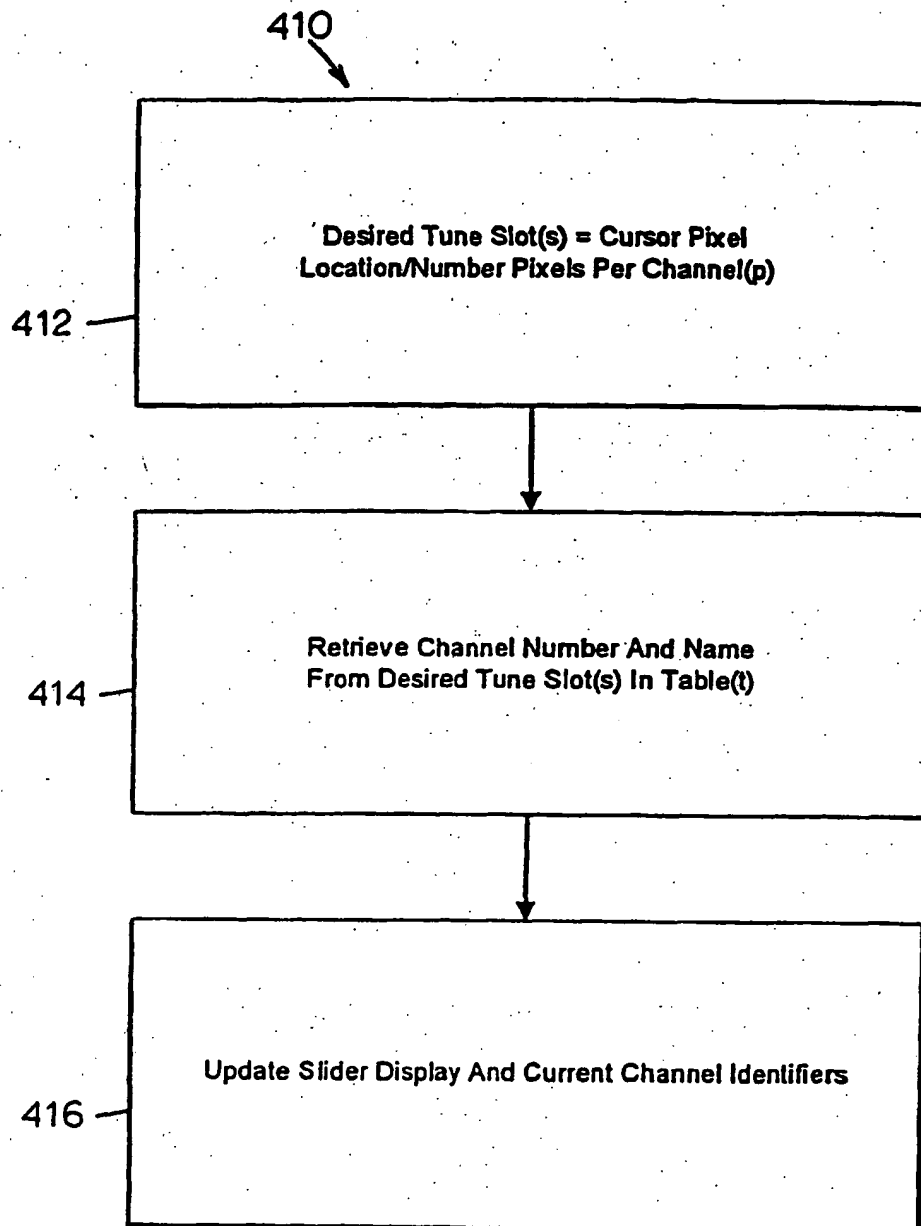 410
Desired Tune Slot(s) = Cursor Pixel
Location/Number Pixels Per Channel(p)
412
Retrieve Channel Number And Name
From Desired Tune Slot(s) In Table(t)
414
Update Slider Display And Current Channel Identifiers
416